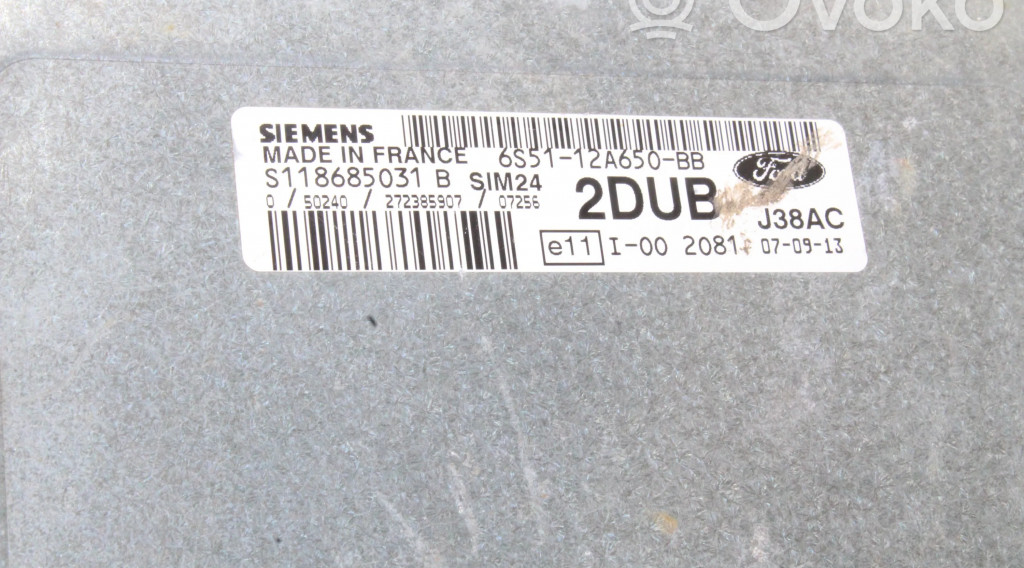 OVOKO
SIEMENS
MADE IN FRANCE 6S51-12A650-BB
S118685031 B SIM24 2DUB Ford
0 / 50240 / 272385907 / 07256 J38AC
e11 I-00 2081 07-09-13